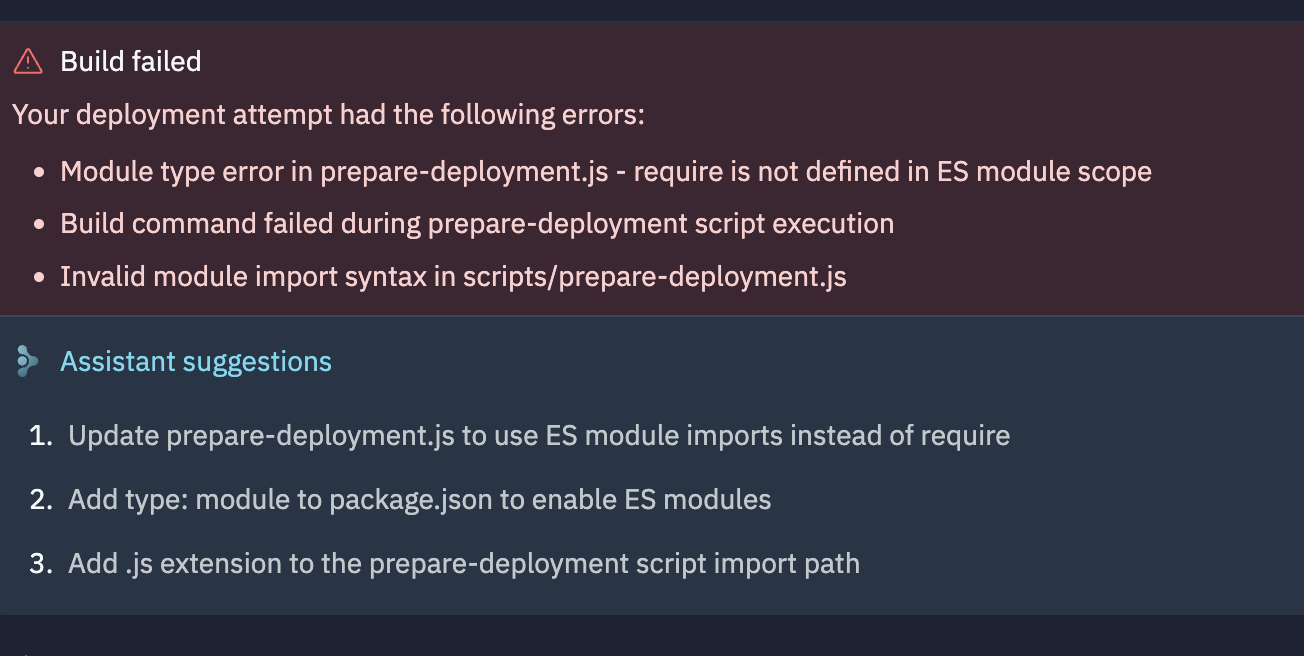 Build failed
Your deployment attempt had the following errors:
• Module type error in prepare-deployment.js - require is not defined in ES module scope
• Build command failed during prepare-deployment script execution
• Invalid module import syntax in scripts/prepare-deployment.js
Assistant suggestions
1. Update prepare-deployment.js to use ES module imports instead of require
2. Add type: module to package.json to enable ES modules
3. Add .js extension to the prepare-deployment script import path